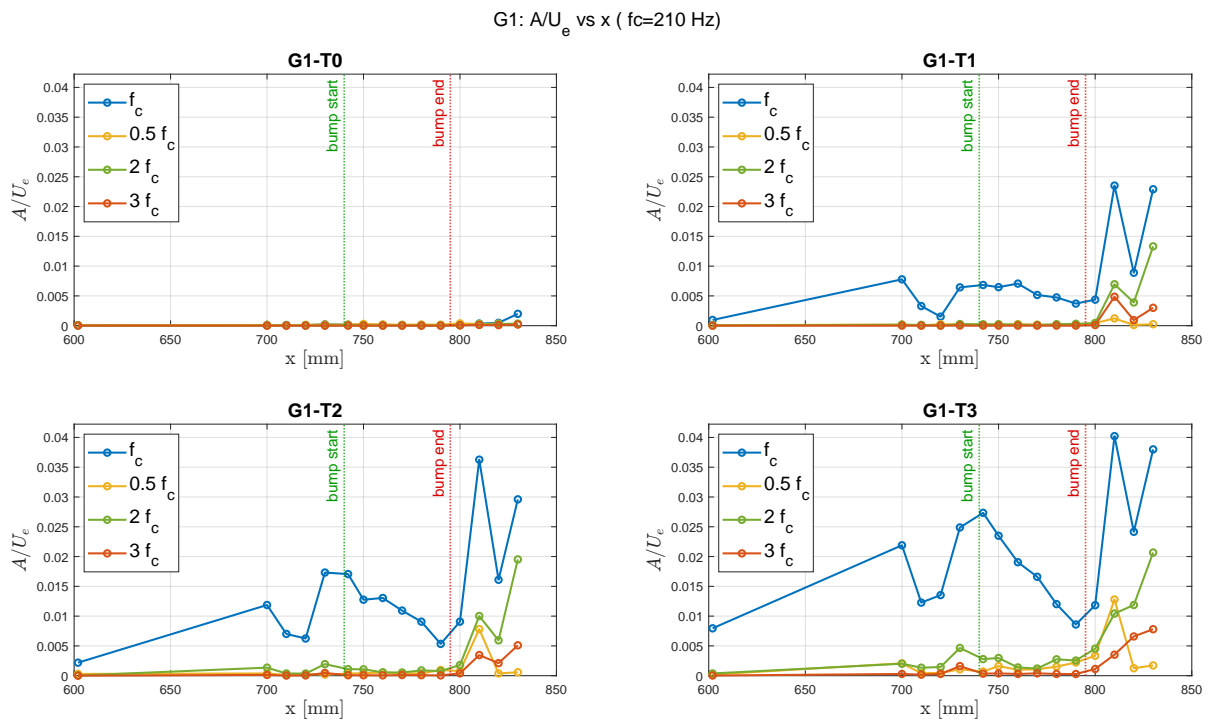 G1: A/U_e vs x ( fc=210 Hz)
G1-T0
0.04
0.035
0.03
0.025
0.02
0.015
0.01
0.005
0
A/U_e
f_c
0.5 f_c
2 f_c
3 f_c
bump start
bump end
600 650 700 750 800 850
x [mm]
G1-T1
0.04
0.035
0.03
0.025
0.02
0.015
0.01
0.005
0
A/U_e
f_c
0.5 f_c
2 f_c
3 f_c
bump start
bump end
600 650 700 750 800 850
x [mm]
G1-T2
0.04
0.035
0.03
0.025
0.02
0.015
0.01
0.005
0
A/U_e
f_c
0.5 f_c
2 f_c
3 f_c
bump start
bump end
600 650 700 750 800 850
x [mm]
G1-T3
0.04
0.035
0.03
0.025
0.02
0.015
0.01
0.005
0
A/U_e
f_c
0.5 f_c
2 f_c
3 f_c
bump start
bump end
600 650 700 750 800 850
x [mm]